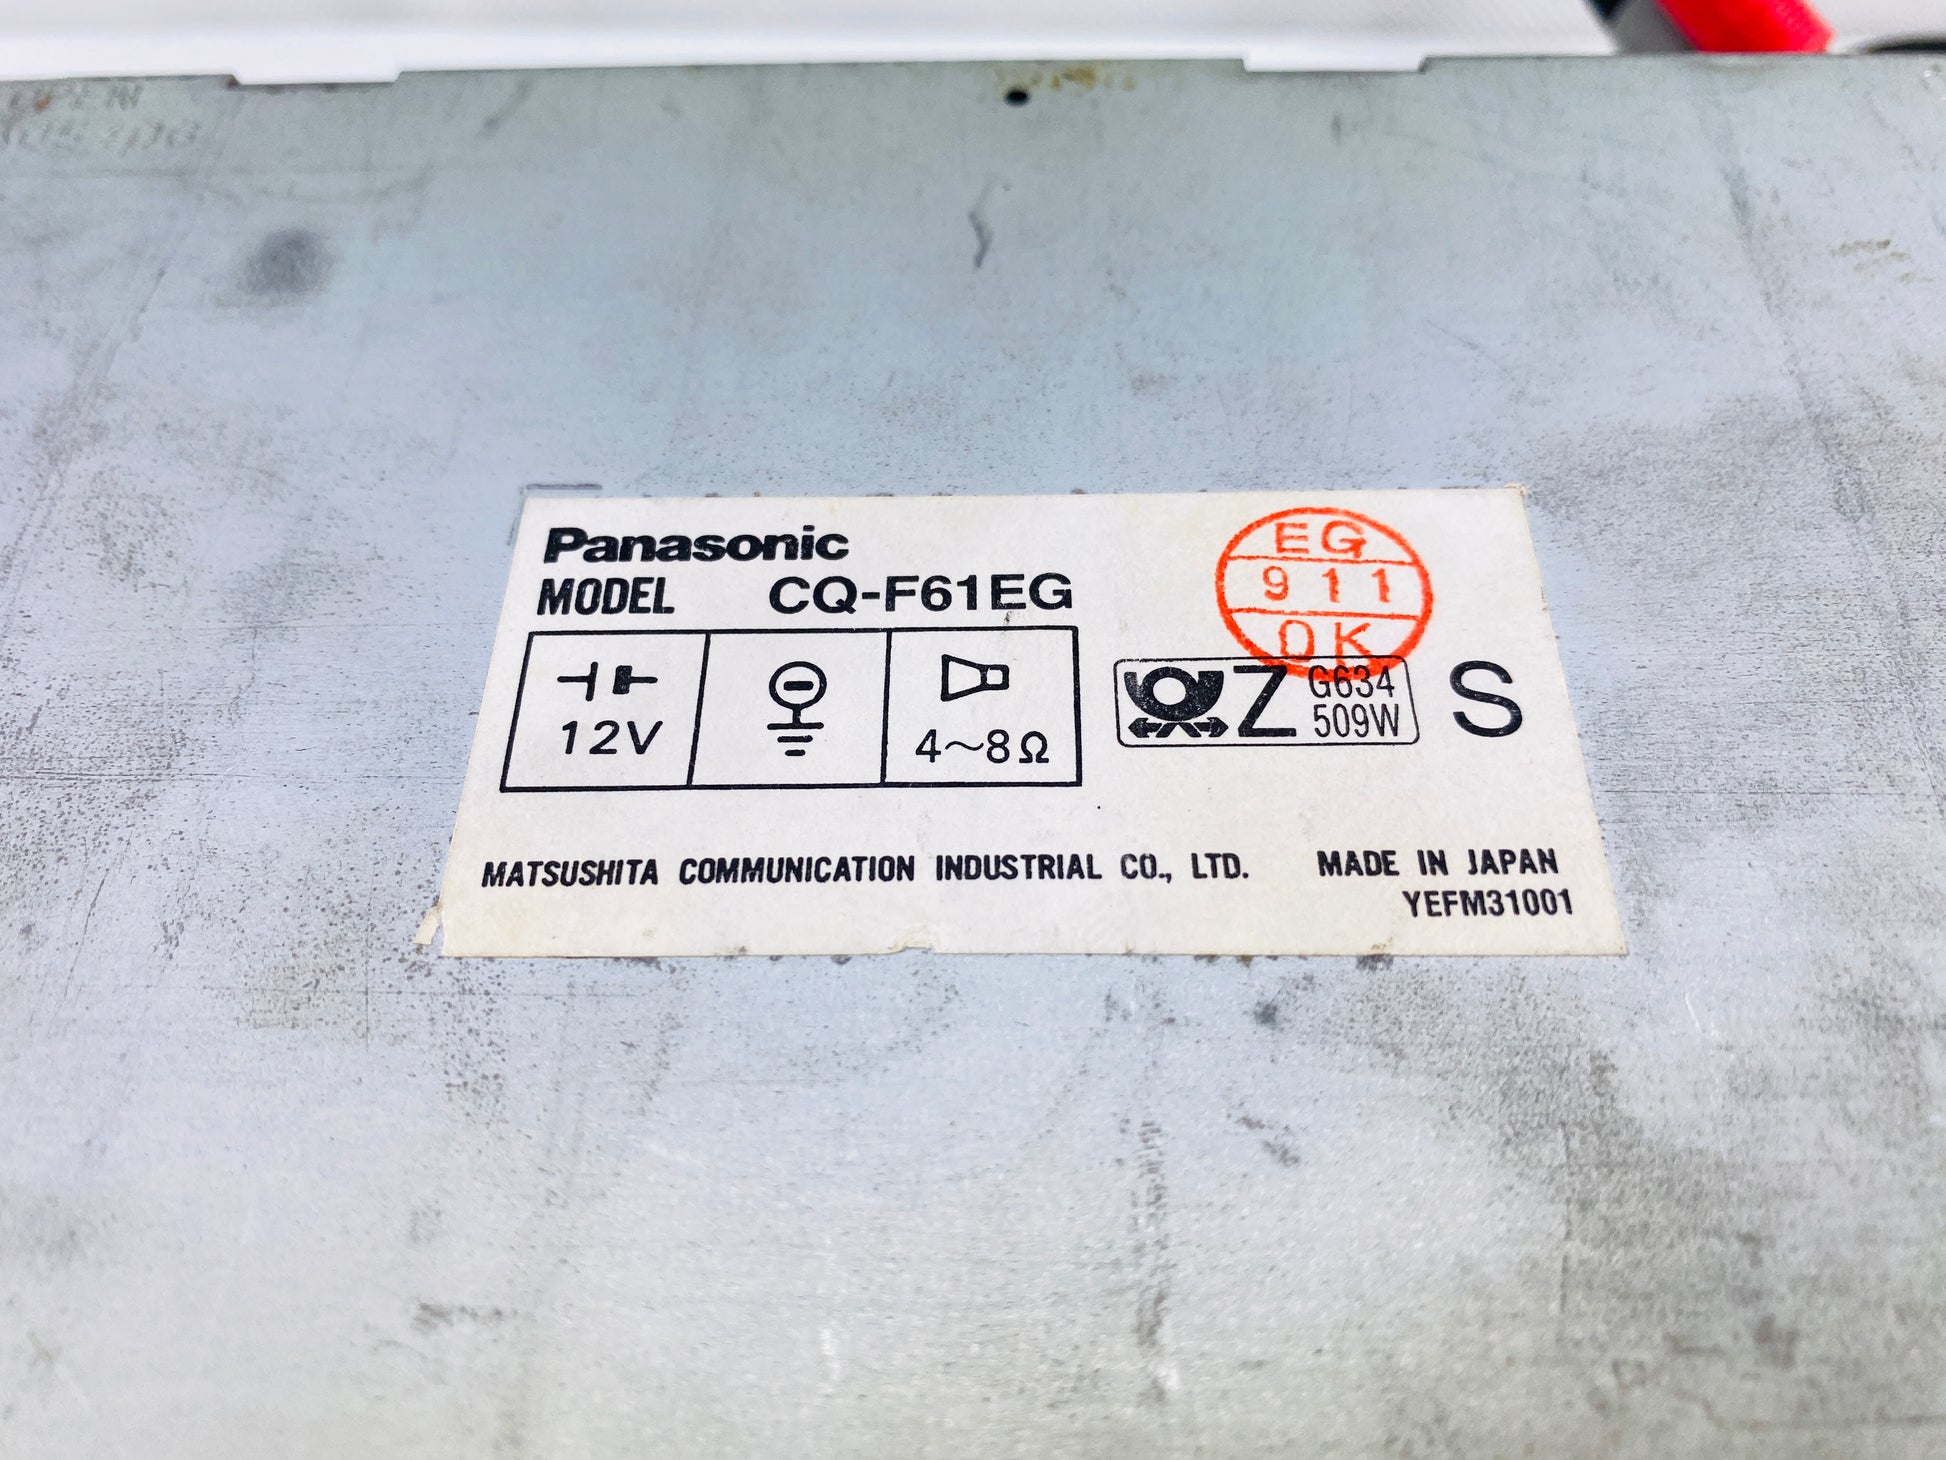 Panasonic
MODEL CQ-F61EG
12V
4~8Ω
EG
911
OK
Z G634
509W
S
MATSUSHITA COMMUNICATION INDUSTRIAL CO., LTD. MADE IN JAPAN
YEFM31001